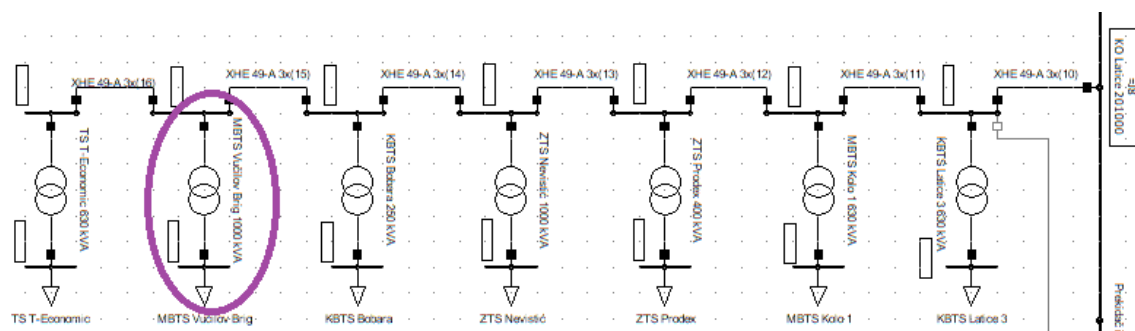 XHE 49-A 3x(16)
XHE 49-A 3x(15)
XHE 49-A 3x(14)
XHE 49-A 3x(13)
XHE 49-A 3x(12)
XHE 49-A 3x(11)
XHE 49-A 3x(10)
KO Latice 201000
TS T-Economic 630 kVA
MBTS Vučilov Brig 1000 kVA
KBTS Bobara 250 kVA
ZTS Nevistić 1000 kVA
ZTS Prodex 400 kVA
MBTS Kolo 1 630 kVA
KBTS Latice 3 630 kVA
TS T-Economic
MBTS Vučilov Brig
KBTS Bobara
ZTS Nevistić
ZTS Prodex
MBTS Kolo 1
KBTS Latice 3